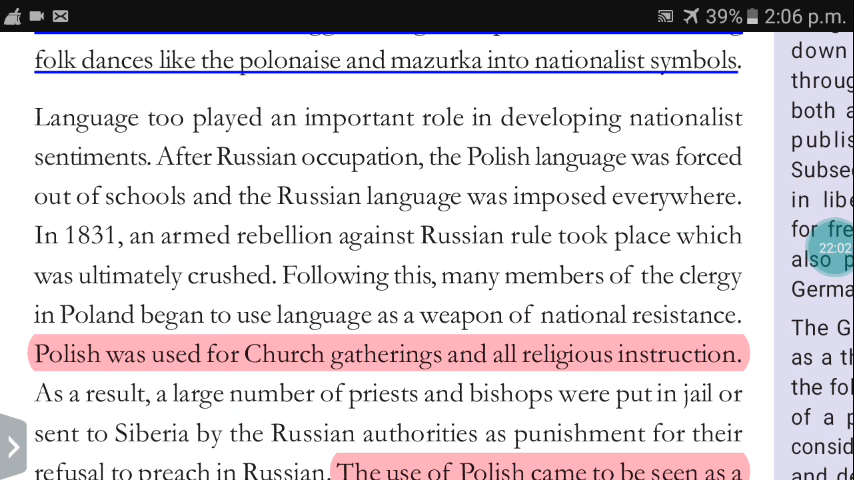 39% 2:06 p.m.
folk dances like the polonaise and mazurka into nationalist symbols.
Language too played an important role in developing nationalist
sentiments. After Russian occupation, the Polish language was forced
out of schools and the Russian language was imposed everywhere.
In 1831, an armed rebellion against Russian rule took place which
was ultimately crushed. Following this, many members of the clergy
in Poland began to use language as a weapon of national resistance.
Polish was used for Church gatherings and all religious instruction.
As a result, a large number of priests and bishops were put in jail or
sent to Siberia by the Russian authorities as punishment for their
refusal to preach in Russian. The use of Polish came to be seen as a
down
throug
both a
publis
Subse
in libe
for fre
22:02
also p
Germa
The G
as a th
the fol
of a p
consid
and de